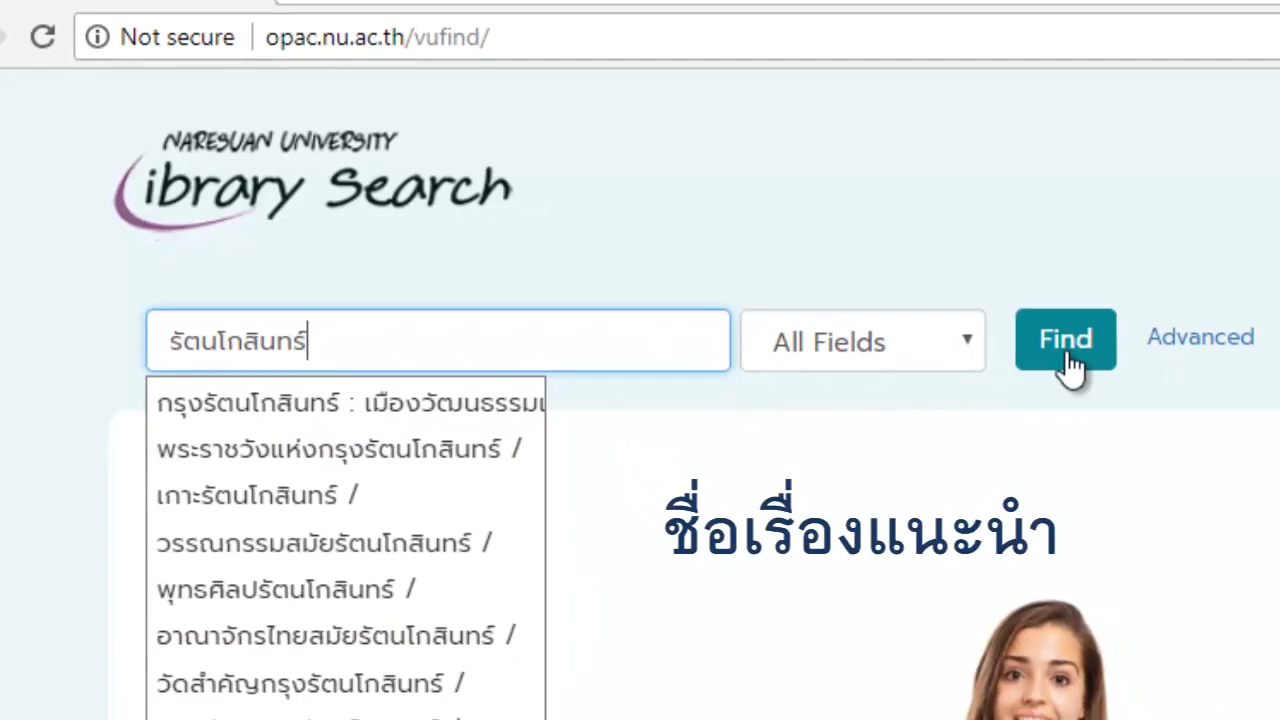 Not secure opac.nu.ac.th/vufind/
NARESUAN UNIVERSITY
Library Search
รัตนโกสินทร์ All Fields Find Advanced
กรุงรัตนโกสินทร์ : เมืองวัฒนธรรม
พระราชวังแห่งกรุงรัตนโกสินทร์ /
เกาะรัตนโกสินทร์ /
วรรณกรรมสมัยรัตนโกสินทร์ /
พุทธศิลปรัตนโกสินทร์ /
อาณาจักรไทยสมัยรัตนโกสินทร์ /
วัดสำคัญกรุงรัตนโกสินทร์ /
ชื่อเรื่องแนะนำ